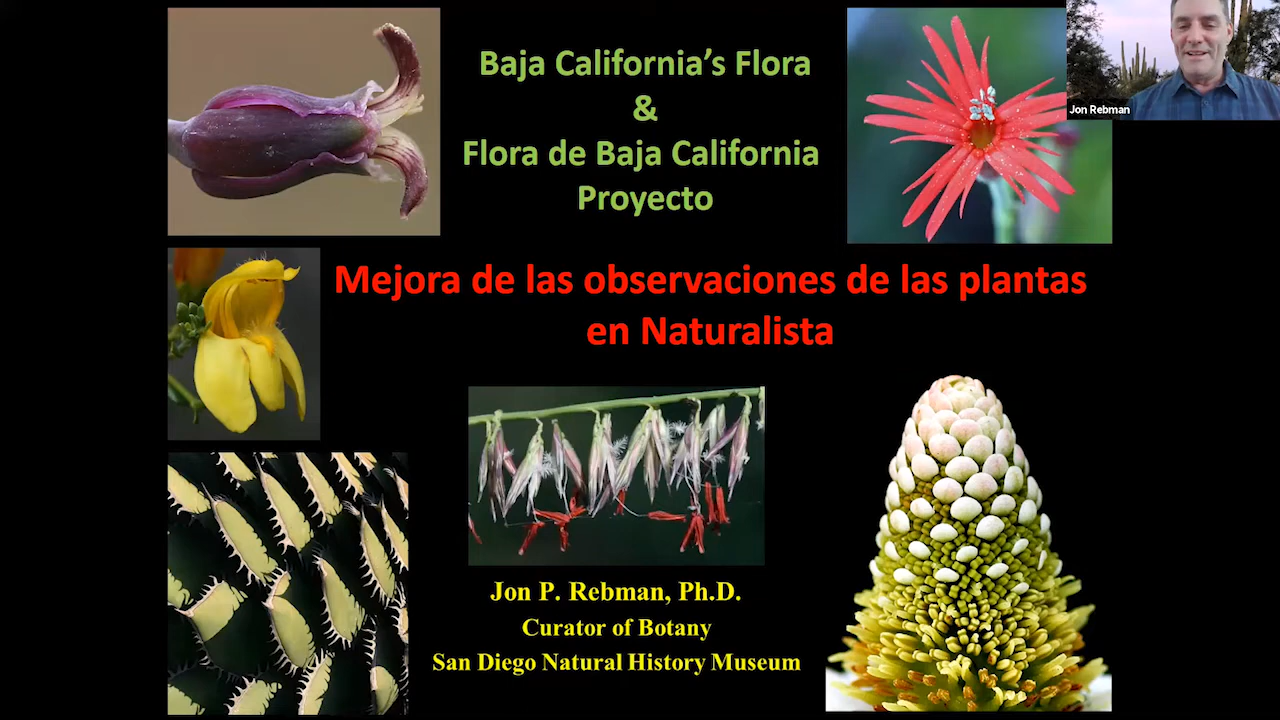 Baja California’s Flora
&
Flora de Baja California
Proyecto
Jon Rebman
Mejora de las observaciones de las plantas
en Naturalista
Jon P. Rebman, Ph.D.
Curator of Botany
San Diego Natural History Museum